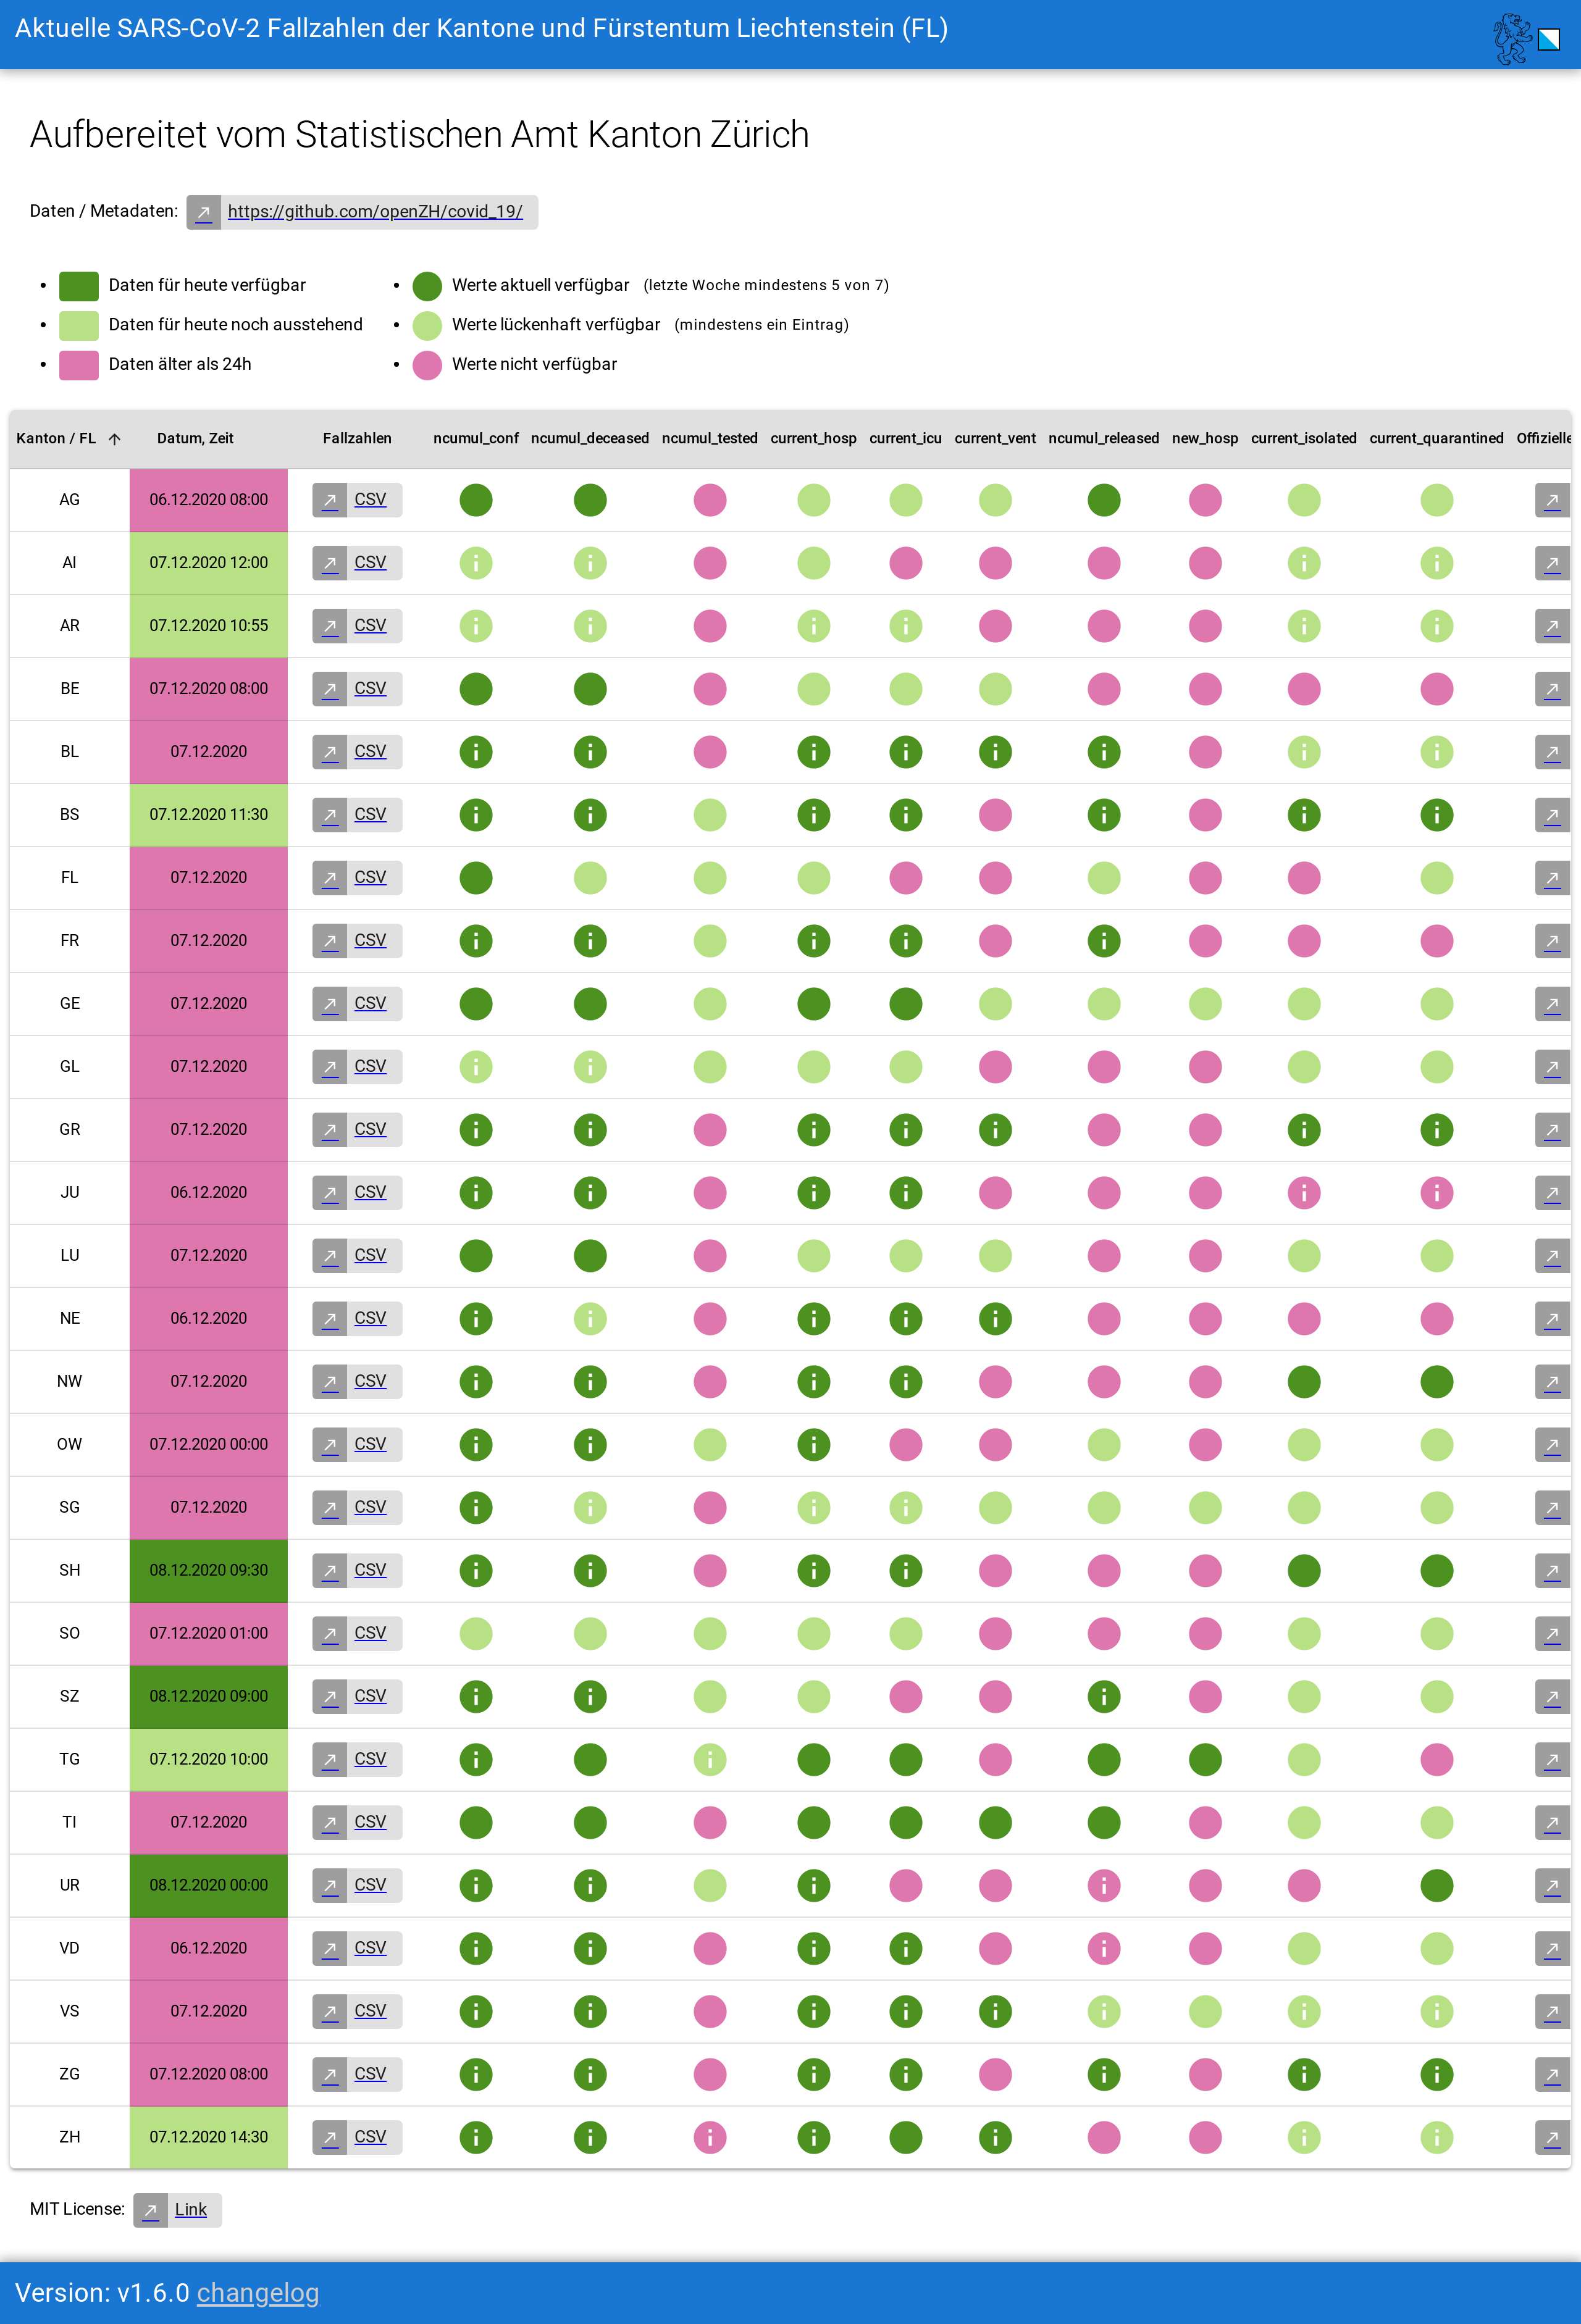 Aktuelle SARS-CoV-2 Fallzahlen der Kantone und Fürstentum Liechtenstein (FL)
Aufbereitet vom Statistischen Amt Kanton Zürich
Daten / Metadaten: https://github.com/openZH/covid_19/
Daten für heute verfügbar
Daten für heute noch ausstehend
Daten älter als 24h
Werte aktuell verfügbar (letzte Woche mindestens 5 von 7)
Werte lückenhaft verfügbar (mindestens ein Eintrag)
Werte nicht verfügbar
Kanton / FL Datum, Zeit Fallzahlen ncumul_conf ncumul_deceased ncumul_tested current_hosp current_icu current_vent ncumul_released new_hosp current_isolated current_quarantined Offizielle
AG 06.12.2020 08:00 CSV
AI 07.12.2020 12:00 CSV
AR 07.12.2020 10:55 CSV
BE 07.12.2020 08:00 CSV
BL 07.12.2020 CSV
BS 07.12.2020 11:30 CSV
FL 07.12.2020 CSV
FR 07.12.2020 CSV
GE 07.12.2020 CSV
GL 07.12.2020 CSV
GR 07.12.2020 CSV
JU 06.12.2020 CSV
LU 07.12.2020 CSV
NE 06.12.2020 CSV
NW 07.12.2020 CSV
OW 07.12.2020 00:00 CSV
SG 07.12.2020 CSV
SH 08.12.2020 09:30 CSV
SO 07.12.2020 01:00 CSV
SZ 08.12.2020 09:00 CSV
TG 07.12.2020 10:00 CSV
TI 07.12.2020 CSV
UR 08.12.2020 00:00 CSV
VD 06.12.2020 CSV
VS 07.12.2020 CSV
ZG 07.12.2020 08:00 CSV
ZH 07.12.2020 14:30 CSV
MIT License: Link
Version: v1.6.0 changelog